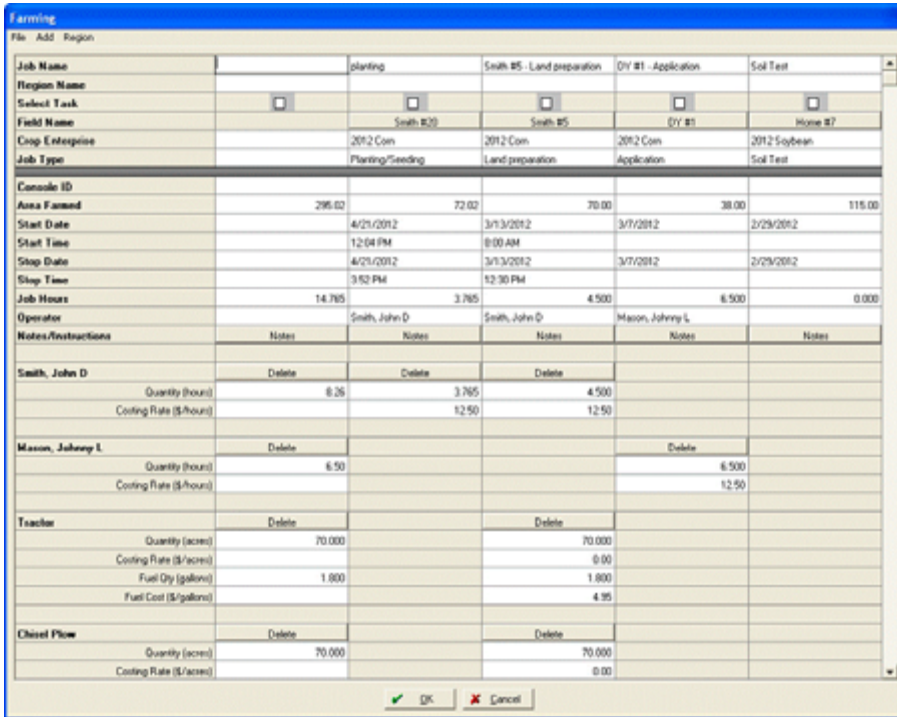 Farming
File Add Region
Job Name planting Smith #5 - Land preparation DY #1 - Application Soil Test
Region Name
Select Task
Field Name Smith #20 Smith #5 DY #1 Home #7
Crop Enterprise 2012 Corn 2012 Corn 2012 Corn 2012 Soybean
Job Type Planting/Seeding Land preparation Application Soil Test
Console ID
Area Farmed 295.02 72.02 70.00 38.00 115.00
Start Date 4/21/2012 3/13/2012 3/7/2012 2/29/2012
Start Time 12:04 PM 8:00 AM
Stop Date 4/21/2012 3/13/2012 3/7/2012 2/29/2012
Stop Time 3:52 PM 12:30 PM
Job Hours 14.765 3.765 4.500 6.500 0.000
Operator Smith, John D Smith, John D Mason, Johnny L
Notes/Instructions Notes Notes Notes Notes Notes
Smith, John D Delete Delete Delete
Quantity (hours) 8.26 3.765 4.500
Costing Rate ($/hours) 12.50 12.50
Mason, Johnny L Delete Delete
Quantity (hours) 6.50 6.500
Costing Rate ($/hours) 12.50
Tractor Delete Delete
Quantity (acres) 70.000 70.000
Costing Rate ($/acres) 0.00
Fuel Qty (gallons) 1.800 1.800
Fuel Cost ($/gallons) 4.95
Chisel Plow Delete Delete
Quantity (acres) 70.000 70.000
Costing Rate ($/acres) 0.00
OK Cancel